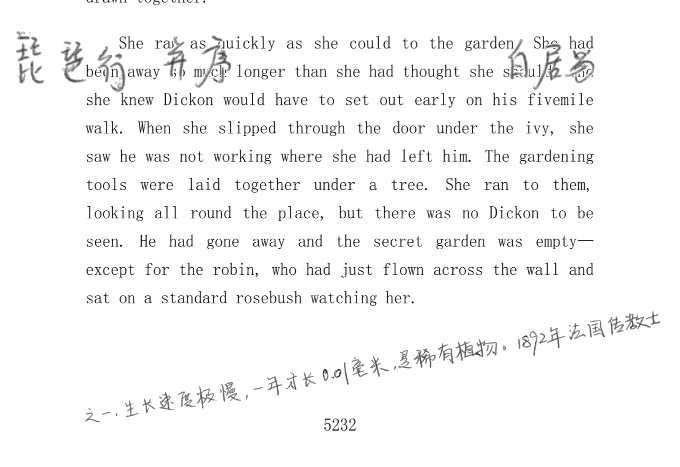 drawn together.
She ran as quickly as she could to the garden. She had
琵琶行 并序 白居易
been away so much longer than she had thought she should
she knew Dickon would have to set out early on his fivemile
walk. When she slipped through the door under the ivy, she
saw he was not working where she had left him. The gardening
tools were laid together under a tree. She ran to them,
looking all round the place, but there was no Dickon to be
seen. He had gone away and the secret garden was empty—
except for the robin, who had just flown across the wall and
sat on a standard rosebush watching her.
之一,生长速度极慢,一年才长0.01毫米,是稀有植物。1892年法国传教士
5232